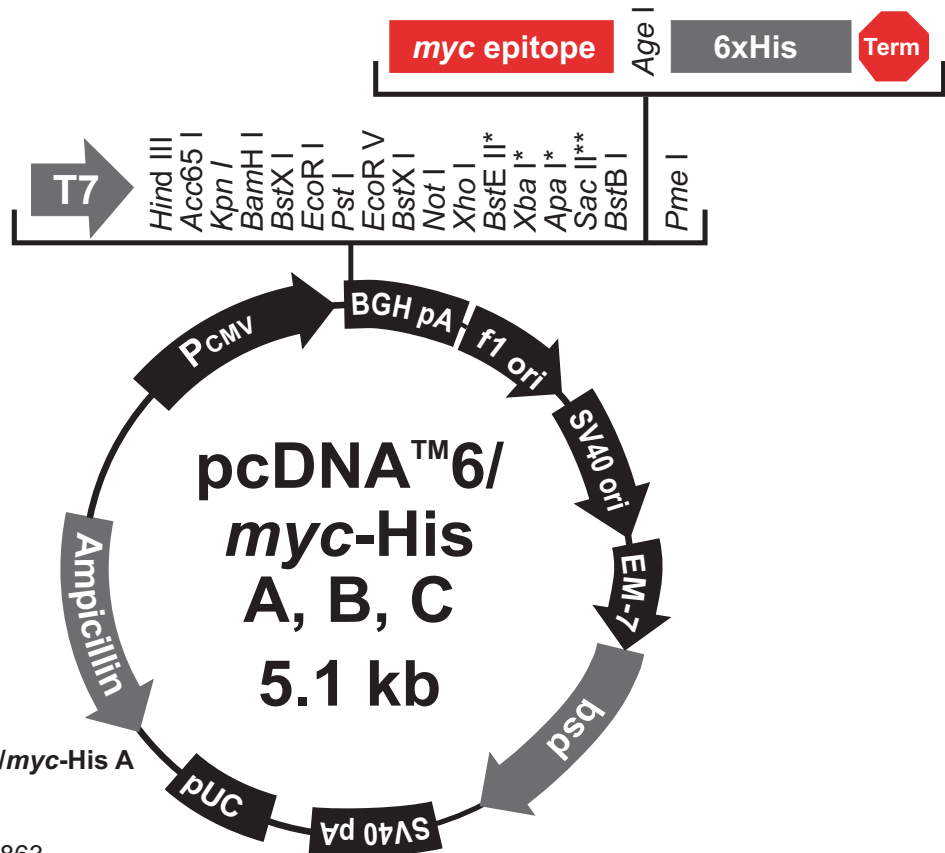 myc epitope
Age I
6xHis
Term
T7
Hind III
Acc65 I
Kpn I
BamH I
BstX I
EcoR I
Pst I
EcoR V
BstX I
Not I
Xho I
BstE II*
Xba I*
Apa I*
Sac II**
BstB I
Pme I
PCMV
BGH pA
f1 ori
SV40 ori
EM-7
bsd
SV40 pA
pUC
Ampicillin
pcDNA™6/
myc-His
A, B, C
5.1 kb
/myc-His A